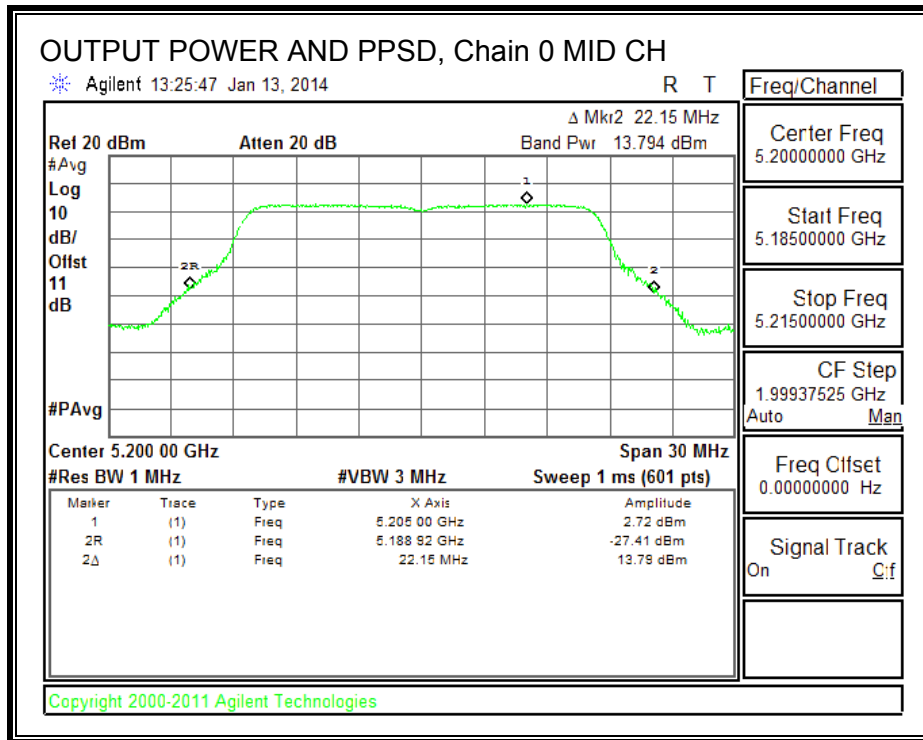 OUTPUT POWER AND PPSD, Chain 0 MID CH
Agilent 13:25:47 Jan 13, 2014 R T
Freq/Channel
Δ Mkr2 22.15 MHz
Ref 20 dBm Atten 20 dB Band Pwr 13.794 dBm
#Avg
Log
10
dB/
Offst
11
dB
#PAvg
1
2R
2
Center 5.200 00 GHz Span 30 MHz
#Res BW 1 MHz #VBW 3 MHz Sweep 1 ms (601 pts)
Marker Trace Type X Axis Amplitude
1 (1) Freq 5.205 00 GHz 2.72 dBm
2R (1) Freq 5.188 92 GHz -27.41 dBm
2Δ (1) Freq 22.15 MHz 13.79 dBm
Center Freq
5.20000000 GHz
Start Freq
5.18500000 GHz
Stop Freq
5.21500000 GHz
CF Step
1.99937525 GHz
Auto Man
Freq Offset
0.00000000 Hz
Signal Track
On Off
Copyright 2000-2011 Agilent Technologies